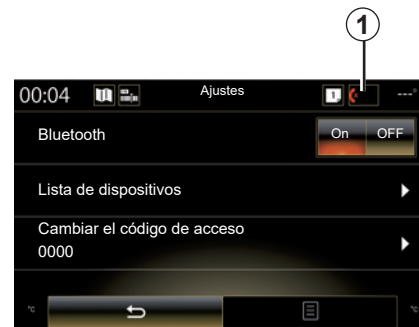 1
00:04 Ajustes 1 ---°
Bluetooth On OFF
Lista de dispositivos
Cambiar el código de acceso
0000
°C °C